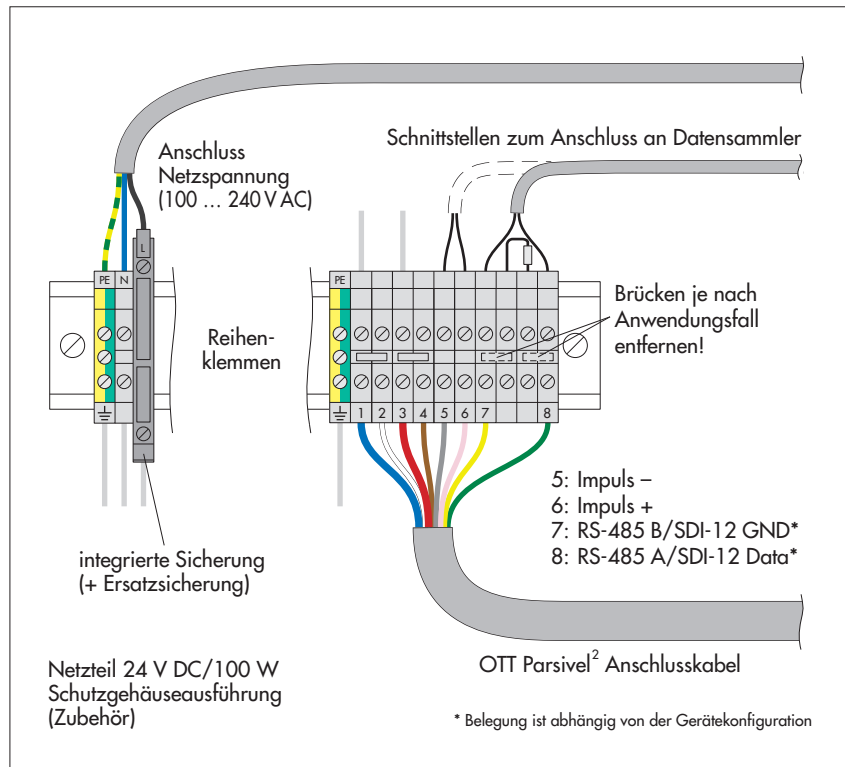 Schnittstellen zum Anschluss an Datensammler
Anschluss
Netzspannung
(100 ... 240 V AC)
L
PE N
PE
Reihen-
klemmen
Brücken je nach
Anwendungsfall
entfernen!
1 2 3 4 5 6 7 8
5: Impuls –
6: Impuls +
7: RS-485 B/SDI-12 GND*
8: RS-485 A/SDI-12 Data*
integrierte Sicherung
(+ Ersatzsicherung)
OTT Parsivel² Anschlusskabel
Netzteil 24 V DC/100 W
Schutzgehäuseausführung
(Zubehör)
* Belegung ist abhängig von der Gerätekonfiguration